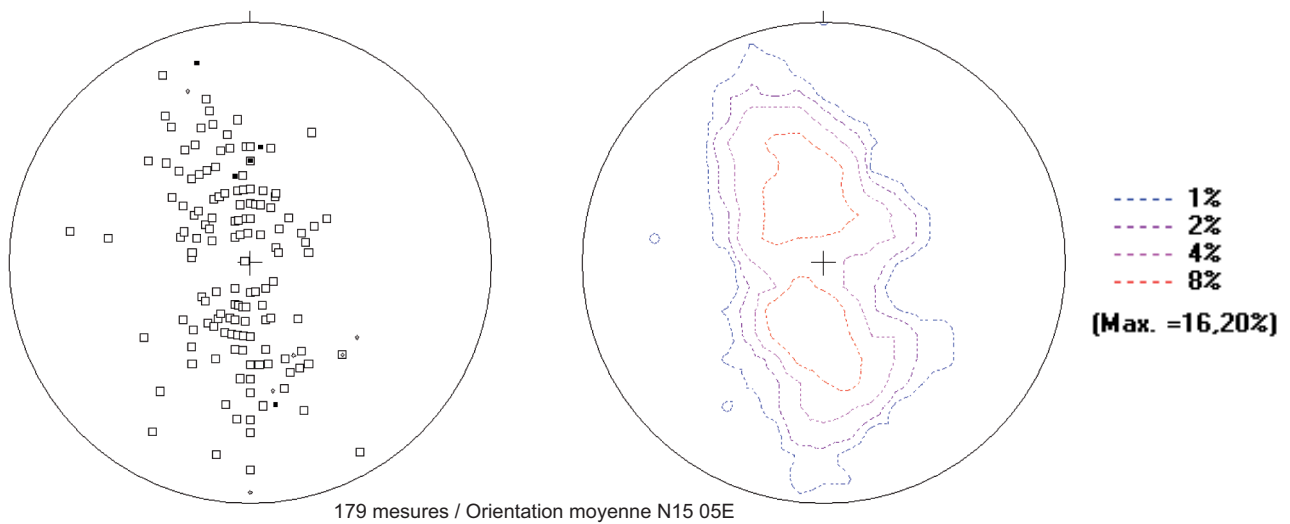 1%
2%
4%
8%
(Max. =16,20%)
179 mesures / Orientation moyenne N15 05E